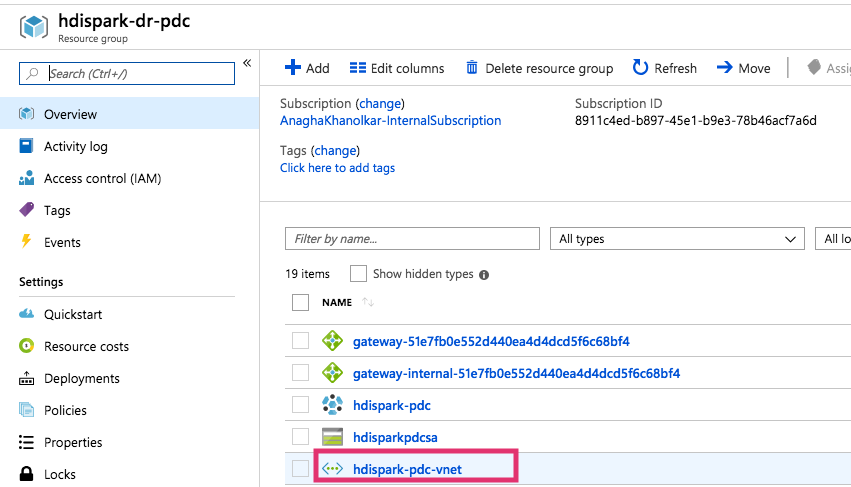 hdispark-dr-pdc
Resource group
Search (Ctrl+/)
«
Overview
Activity log
Access control (IAM)
Tags
Events
Settings
Quickstart
Resource costs
Deployments
Policies
Properties
Locks
Add
Edit columns
Delete resource group
Refresh
Move
Assig
Subscription (change)
AnaghaKhanolkar-InternalSubscription
Subscription ID
8911c4ed-b897-45e1-b9e3-78b46acf7a6d
Tags (change)
Click here to add tags
Filter by name...
All types
All lo
19 items
Show hidden types
NAME
gateway-51e7fb0e552d440ea4d4dcd5f6c68bf4
gateway-internal-51e7fb0e552d440ea4d4dcd5f6c68bf4
hdispark-pdc
hdisparkpdcsa
hdispark-pdc-vnet